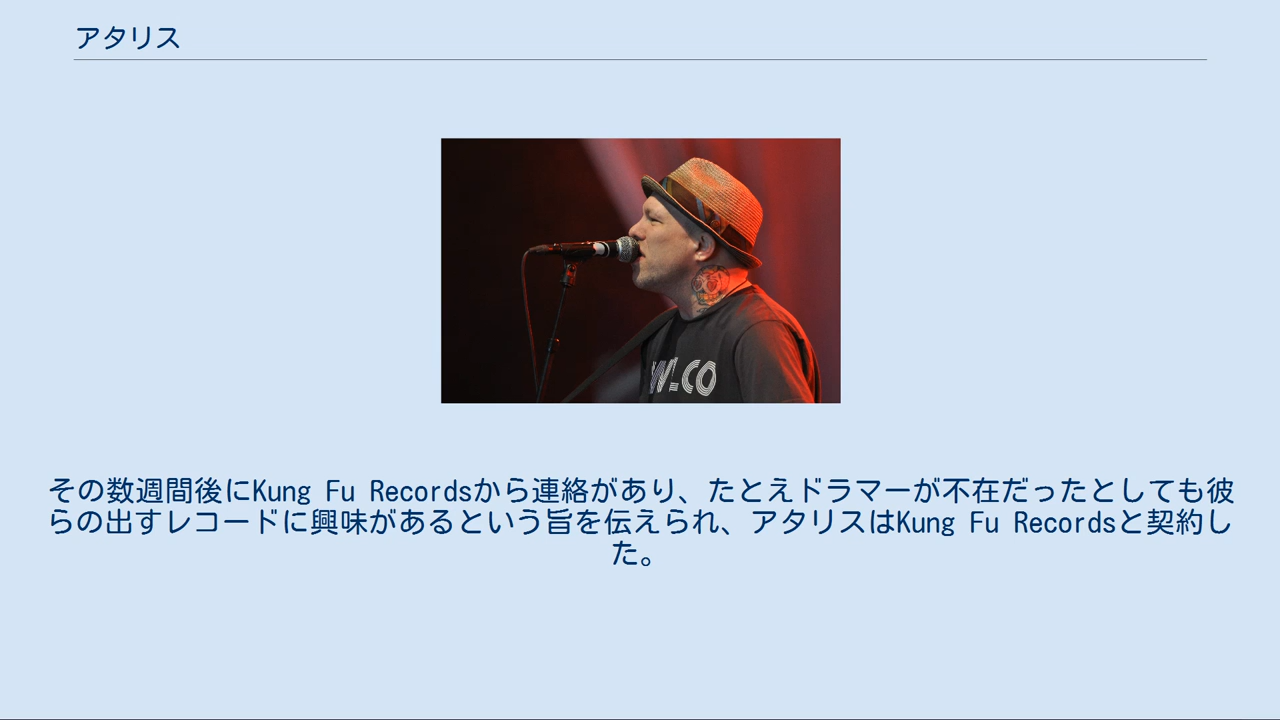 アタリス
その数週間後にKung Fu Recordsから連絡があり、たとえドラマーが不在だったとしても彼
らの出すレコードに興味があるという旨を伝えられ、アタリスはKung Fu Recordsと契約し
た。